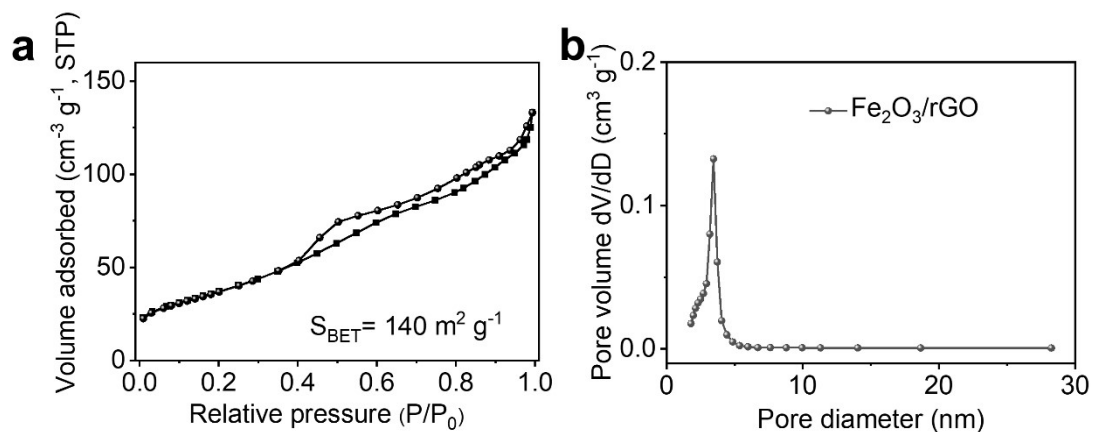 a
Volume adsorbed (cm⁻³ g⁻¹, STP)
150
100
50
0
S_BET= 140 m² g⁻¹
0.0 0.2 0.4 0.6 0.8 1.0
Relative pressure (P/P₀)
b
Pore volume dV/dD (cm³ g⁻¹)
0.2
0.1
0.0
Fe₂O₃/rGO
0 10 20 30
Pore diameter (nm)